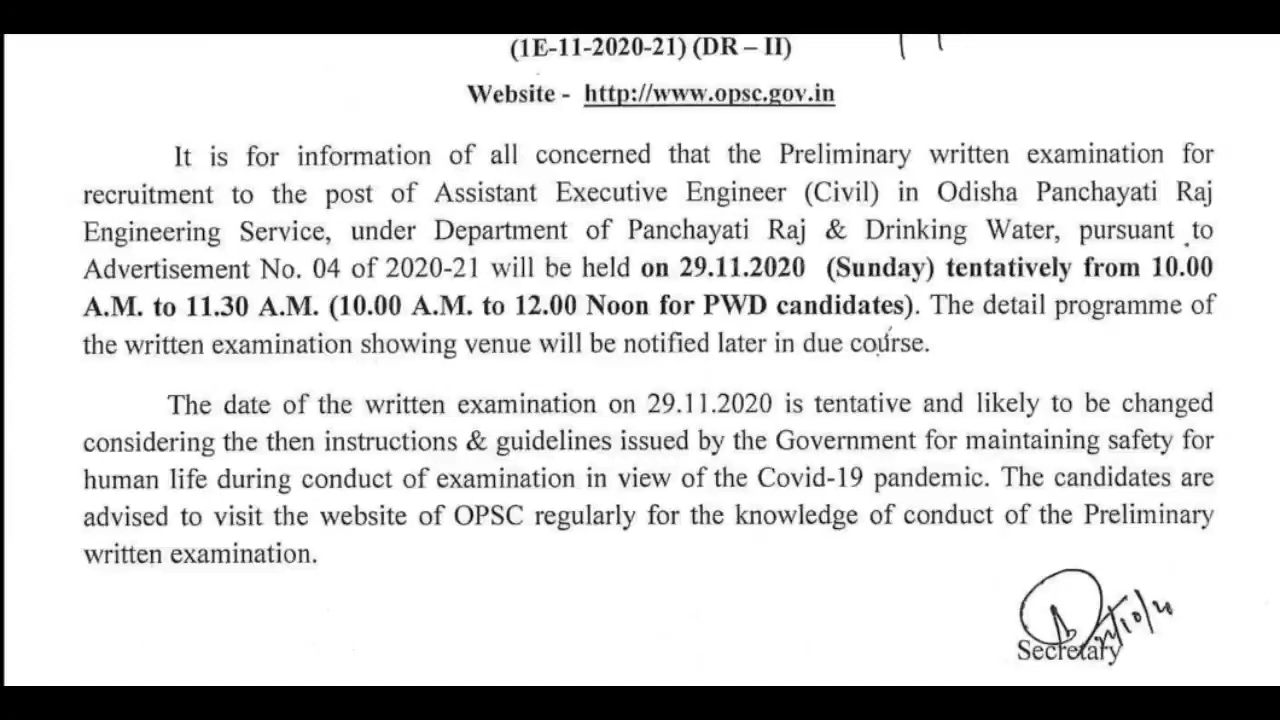 (1E-11-2020-21) (DR – II)
Website - http://www.opsc.gov.in
It is for information of all concerned that the Preliminary written examination for
recruitment to the post of Assistant Executive Engineer (Civil) in Odisha Panchayati Raj
Engineering Service, under Department of Panchayati Raj & Drinking Water, pursuant to
Advertisement No. 04 of 2020-21 will be held on 29.11.2020 (Sunday) tentatively from 10.00
A.M. to 11.30 A.M. (10.00 A.M. to 12.00 Noon for PWD candidates). The detail programme of
the written examination showing venue will be notified later in due course.
The date of the written examination on 29.11.2020 is tentative and likely to be changed
considering the then instructions & guidelines issued by the Government for maintaining safety for
human life during conduct of examination in view of the Covid-19 pandemic. The candidates are
advised to visit the website of OPSC regularly for the knowledge of conduct of the Preliminary
written examination.
Secretary